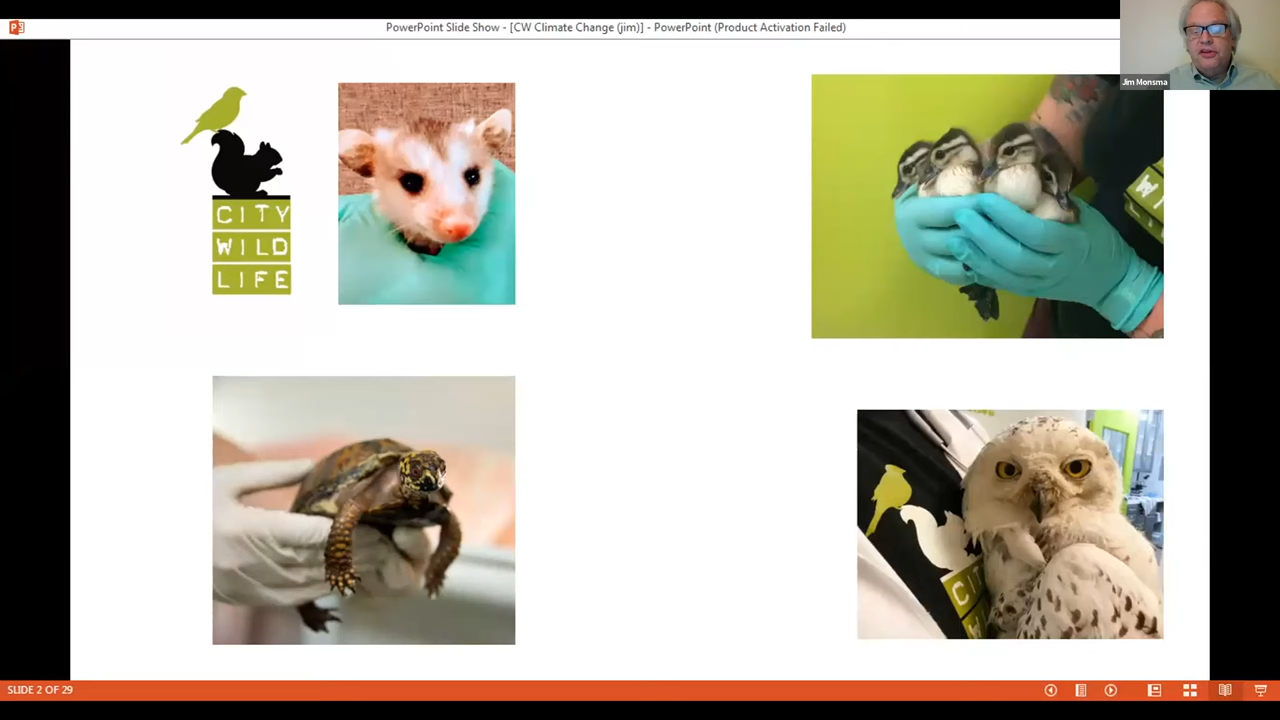 PowerPoint Slide Show - [CW Climate Change (jim)] - PowerPoint (Product Activation Failed)
Jim Monsma
CITY
WILD
LIFE
CITY
SLIDE 2 OF 29